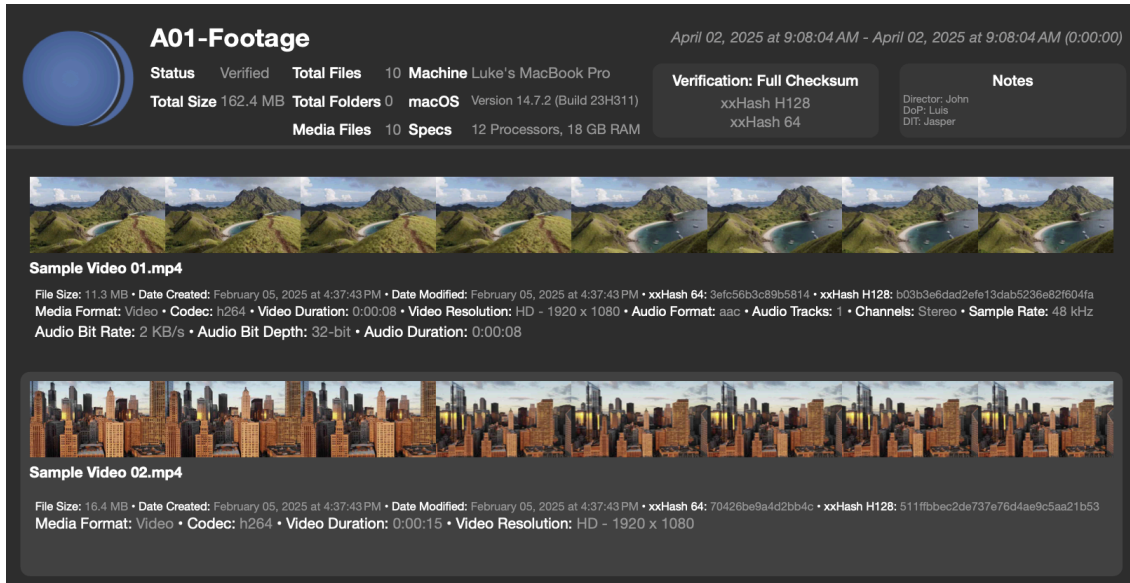 A01-Footage
April 02, 2025 at 9:08:04 AM - April 02, 2025 at 9:08:04 AM (0:00:00)
Status Verified Total Files 10 Machine Luke's MacBook Pro
Total Size 162.4 MB Total Folders 0 macOS Version 14.7.2 (Build 23H311)
Media Files 10 Specs 12 Processors, 18 GB RAM
Verification: Full Checksum
xxHash H128
xxHash 64
Notes
Director: John
DoP: Luis
DIT: Jasper
Sample Video 01.mp4
File Size: 11.3 MB • Date Created: February 05, 2025 at 4:37:43 PM • Date Modified: February 05, 2025 at 4:37:43 PM • xxHash 64: 3efc56b3c89b5814 • xxHash H128: b03b3e6dad2efe13dab5236e82f604fa
Media Format: Video • Codec: h264 • Video Duration: 0:00:08 • Video Resolution: HD - 1920 x 1080 • Audio Format: aac • Audio Tracks: 1 • Channels: Stereo • Sample Rate: 48 kHz
Audio Bit Rate: 2 KB/s • Audio Bit Depth: 32-bit • Audio Duration: 0:00:08
Sample Video 02.mp4
File Size: 16.4 MB • Date Created: February 05, 2025 at 4:37:43 PM • Date Modified: February 05, 2025 at 4:37:43 PM • xxHash 64: 70426be9a4d2bb4c • xxHash H128: 511ffbbec2de737e76d4ae9c5aa21b53
Media Format: Video • Codec: h264 • Video Duration: 0:00:15 • Video Resolution: HD - 1920 x 1080